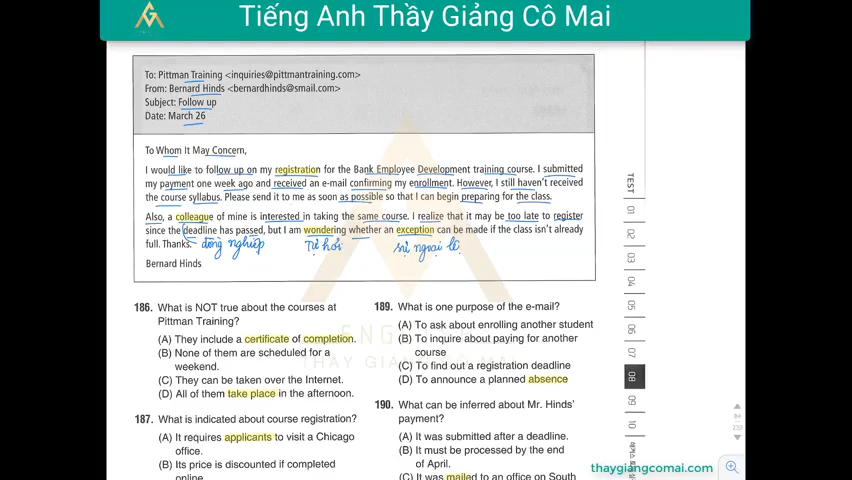 Tiếng Anh Thầy Giảng Cô Mai
To: Pittman Training <inquiries@pittmantraining.com>
From: Bernard Hinds <bernardhinds@smail.com>
Subject: Follow up
Date: March 26
To Whom It May Concern,
I would like to follow up on my registration for the Bank Employee Development training course. I submitted
my payment one week ago and received an e-mail confirming my enrollment. However, I still haven't received
the course syllabus. Please send it to me as soon as possible so that I can begin preparing for the class.
Also, a colleague of mine is interested in taking the same course. I realize that it may be too late to register
since the deadline has passed, but I am wondering whether an exception can be made if the class isn't already
full. Thanks. đồng nghiệp Tự hỏi sự ngoại lệ
Bernard Hinds
186. What is NOT true about the courses at
Pittman Training?
(A) They include a certificate of completion.
(B) None of them are scheduled for a
weekend.
(C) They can be taken over the Internet.
(D) All of them take place in the afternoon.
187. What is indicated about course registration?
(A) It requires applicants to visit a Chicago
office.
(B) Its price is discounted if completed
online.
189. What is one purpose of the e-mail?
(A) To ask about enrolling another student
(B) To inquire about paying for another
course
(C) To find out a registration deadline
(D) To announce a planned absence
190. What can be inferred about Mr. Hinds'
payment?
(A) It was submitted after a deadline.
(B) It must be processed by the end
of April.
(C) It was mailed to an office on South
TEST
01
02
03
04
05
06
07
08
09
10
THẦY GIẢNG CÔ MAI
thaygiangcomai.com